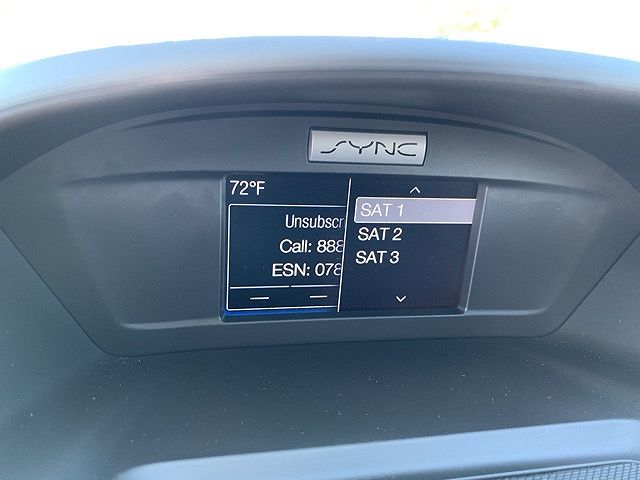 SYNC
72°F
Unsubscr
Call: 888
ESN: 078
SAT 1
SAT 2
SAT 3